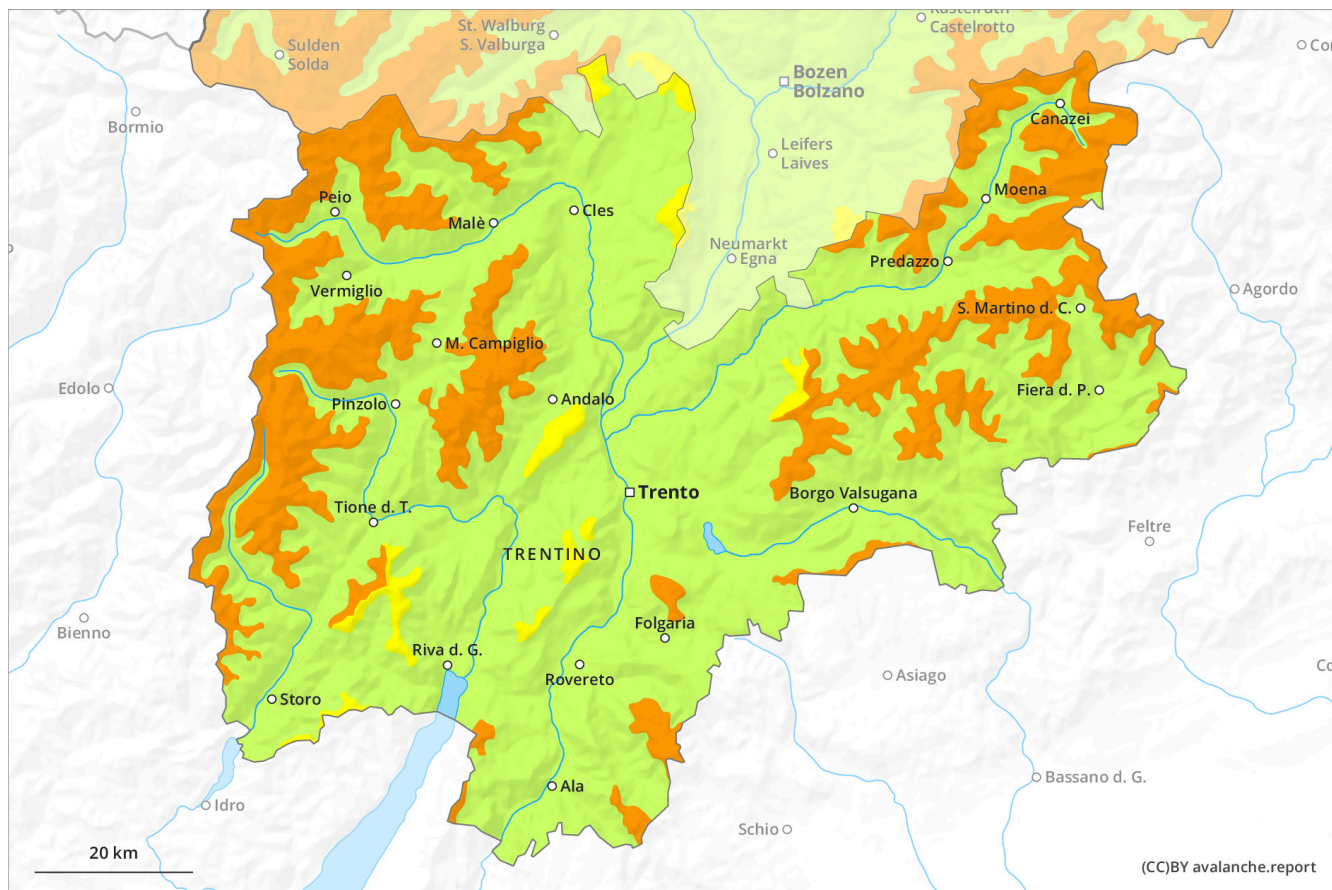 Kastelruth
Castelrotto
St. Walburg
S. Valburga
Sulden
Solda
Bozen
Bolzano
Canazei
Bormio
Leifers
Laives
Moena
Peio
Malè
Cles
Neumarkt
Egna
Predazzo
Vermiglio
Agordo
S. Martino d. C.
M. Campiglio
Edolo
Pinzolo
Andalo
Fiera d. P.
Trento
Borgo Valsugana
Tione d. T.
Feltre
TRENTINO
Bienno
Folgaria
Riva d. G.
Rovereto
Asiago
Storo
Bassano d. G.
Ala
Idro
Schio
20 km
(CC)BY avalanche.report